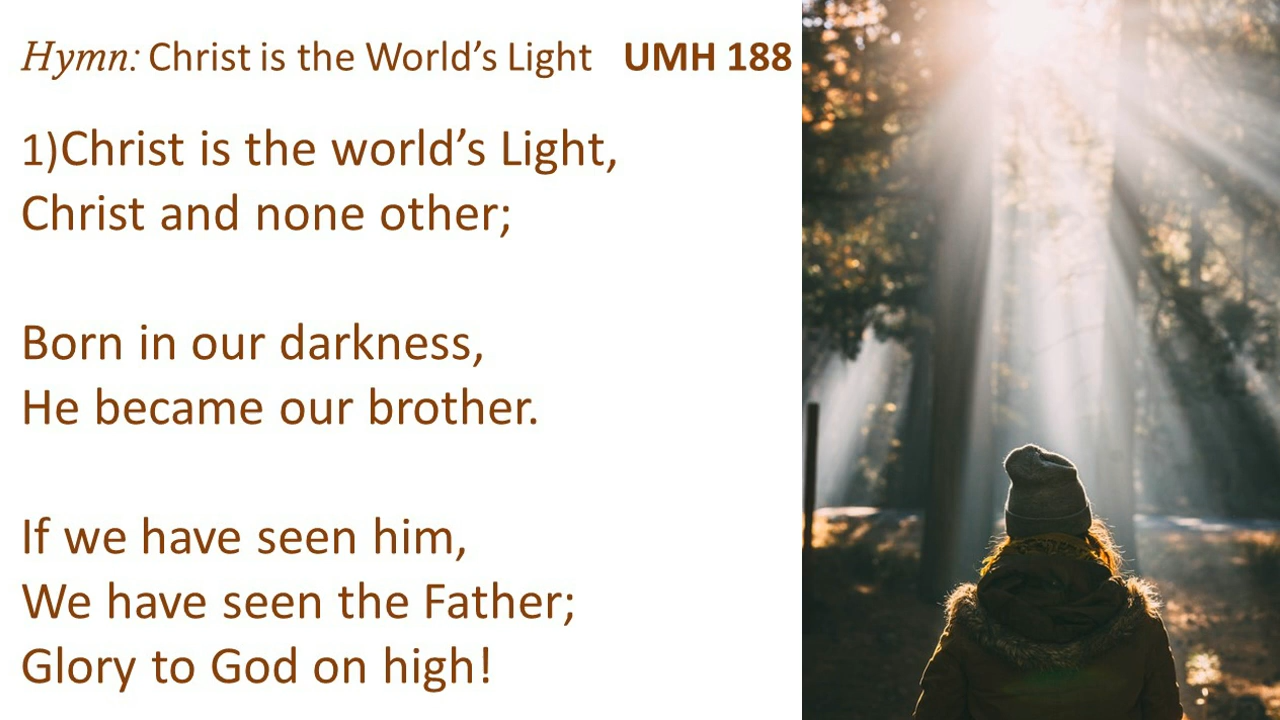 Hymn: Christ is the World’s Light UMH 188
1)Christ is the world’s Light,
Christ and none other;
Born in our darkness,
He became our brother.
If we have seen him,
We have seen the Father;
Glory to God on high!